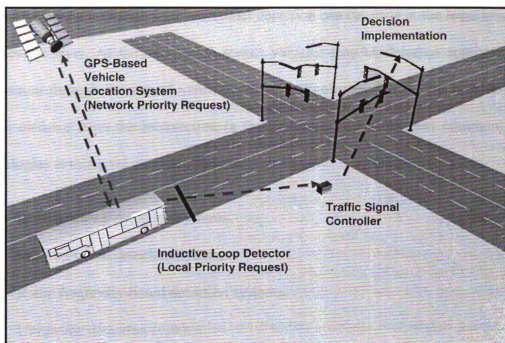 Decision
Implementation
GPS-Based
Vehicle
Location System
(Network Priority Request)
Traffic Signal
Controller
Inductive Loop Detector
(Local Priority Request)